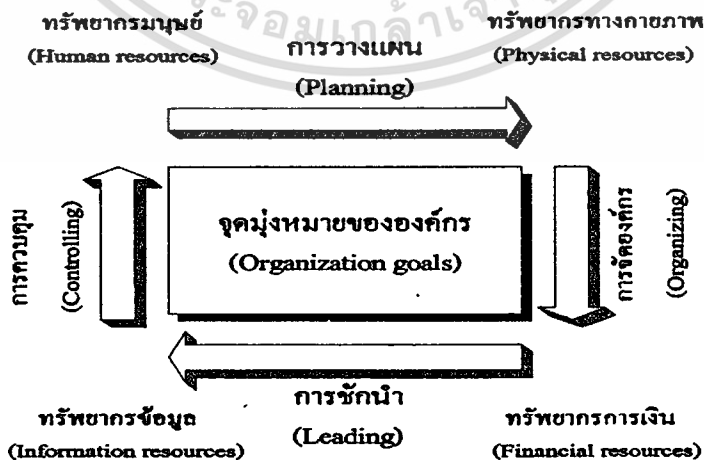 ทรัพยากรมนุษย์
(Human resources)
การวางแผน
(Planning)
ทรัพยากรทางกายภาพ
(Physical resources)
การควบคุม
(Controlling)
จุดมุ่งหมายขององค์กร
(Organization goals)
การจัดองค์กร
(Organizing)
การชักนำ
(Leading)
ทรัพยากรข้อมูล
(Information resources)
ทรัพยากรการเงิน
(Financial resources)